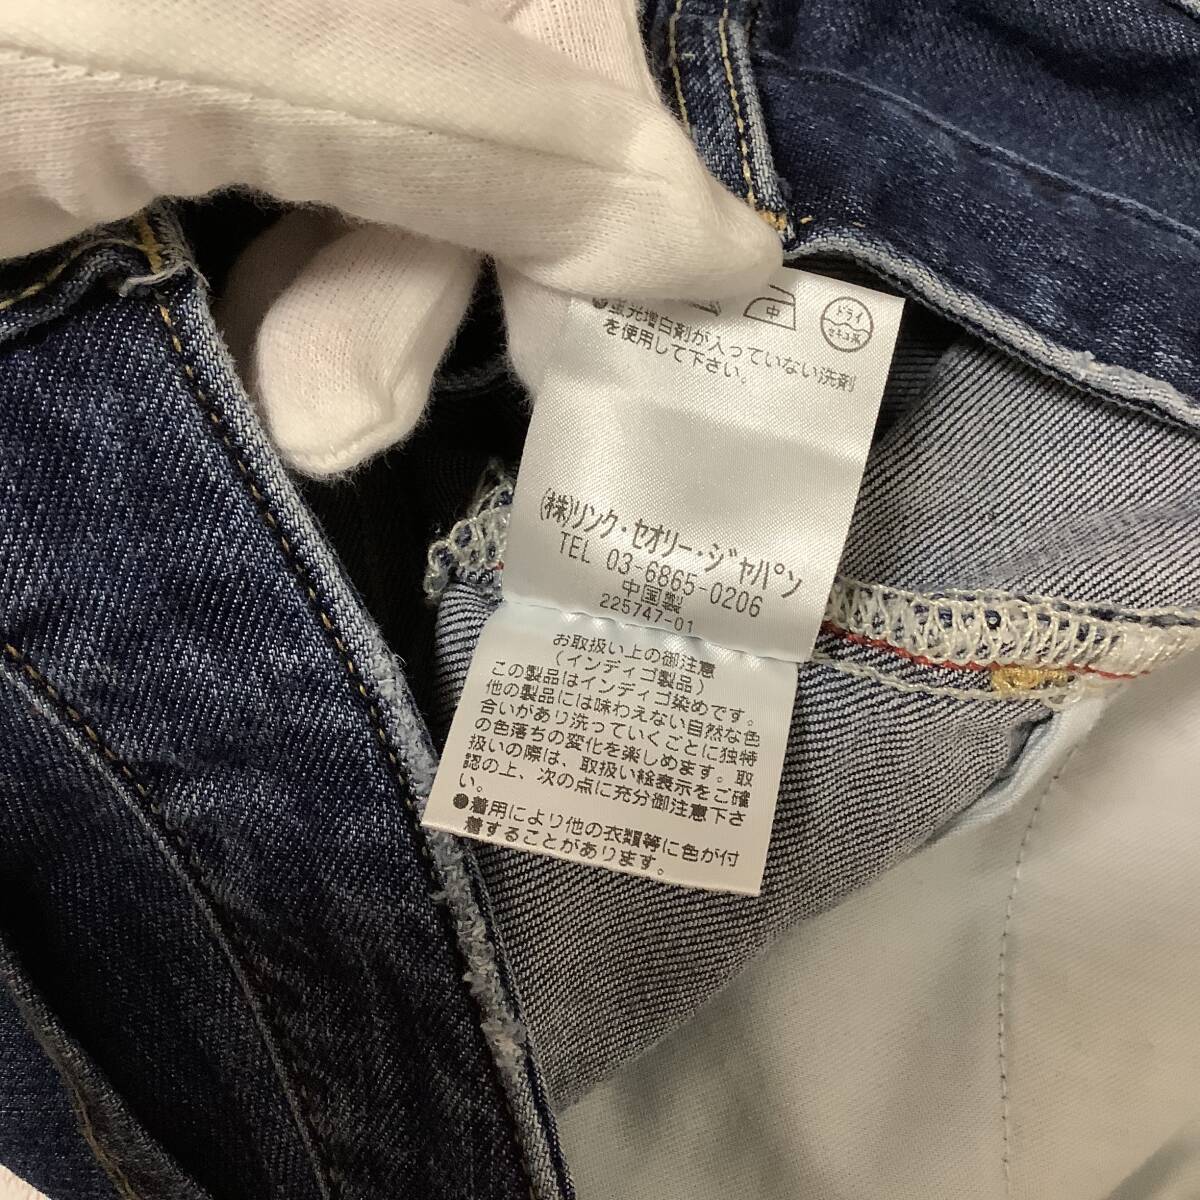 中
ドライ
セキユ系
●蛍光増白剤が入っていない洗剤
を使用して下さい。
(株)リンク・セオリー・ジャパン
TEL 03-6865-0206
中国製
225747-01
お取扱い上の御注意
(インディゴ製品)
この製品はインディゴ染めです。
他の製品には味わえない自然な色
合いがあり洗っていくごとに独特
の色落ちの変化を楽しめます。取
扱いの際は、取扱い絵表示をご確
認の上、次の点に充分御注意下さ
い。
●着用により他の衣類等に色が付
着することがあります。